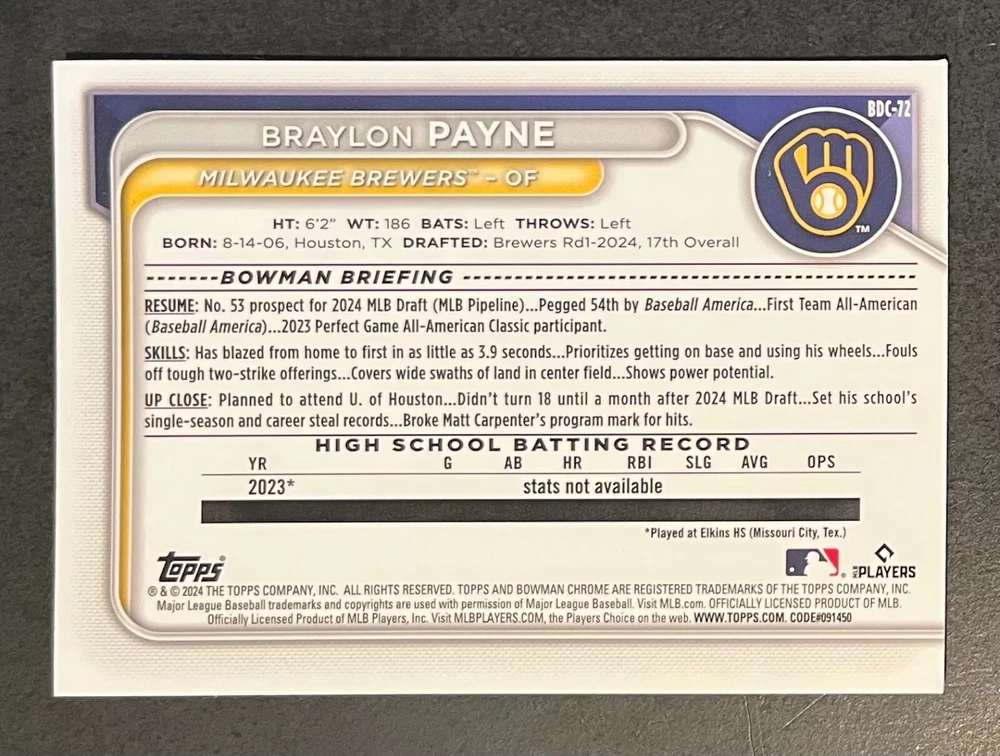 BDC-72
BRAYLON PAYNE
MILWAUKEE BREWERS™ – OF
TM
HT: 6'2" WT: 186 BATS: Left THROWS: Left
BORN: 8-14-06, Houston, TX DRAFTED: Brewers Rd1-2024, 17th Overall
BOWMAN BRIEFING
RESUME: No. 53 prospect for 2024 MLB Draft (MLB Pipeline)...Pegged 54th by Baseball America...First Team All-American
(Baseball America)...2023 Perfect Game All-American Classic participant.
SKILLS: Has blazed from home to first in as little as 3.9 seconds...Prioritizes getting on base and using his wheels...Fouls
off tough two-strike offerings...Covers wide swaths of land in center field...Shows power potential.
UP CLOSE: Planned to attend U. of Houston...Didn't turn 18 until a month after 2024 MLB Draft...Set his school's
single-season and career steal records...Broke Matt Carpenter's program mark for hits.
HIGH SCHOOL BATTING RECORD
YR G AB HR RBI SLG AVG OPS
2023* stats not available
*Played at Elkins HS (Missouri City, Tex.)
TOPPS® ® MLB PLAYERS
® & © 2024 THE TOPPS COMPANY, INC. ALL RIGHTS RESERVED. TOPPS AND BOWMAN CHROME ARE REGISTERED TRADEMARKS OF THE TOPPS COMPANY, INC.
Major League Baseball trademarks and copyrights are used with permission of Major League Baseball. Visit MLB.com. OFFICIALLY LICENSED PRODUCT OF MLB.
Officially Licensed Product of MLB Players, Inc. Visit MLBPLAYERS.COM, the Players Choice on the web. WWW.TOPPS.COM. CODE#091450